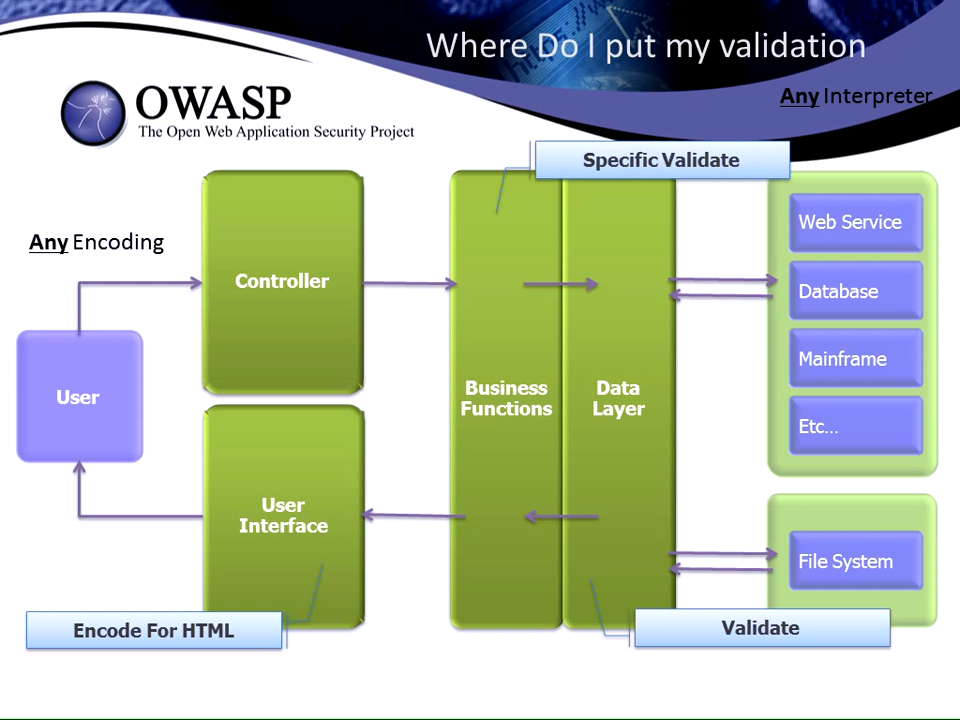 Where Do I put my validation
OWASP
The Open Web Application Security Project
Any Interpreter
Specific Validate
Any Encoding
Controller
User
User
Interface
Business
Functions
Data
Layer
Web Service
Database
Mainframe
Etc...
File System
Encode For HTML
Validate